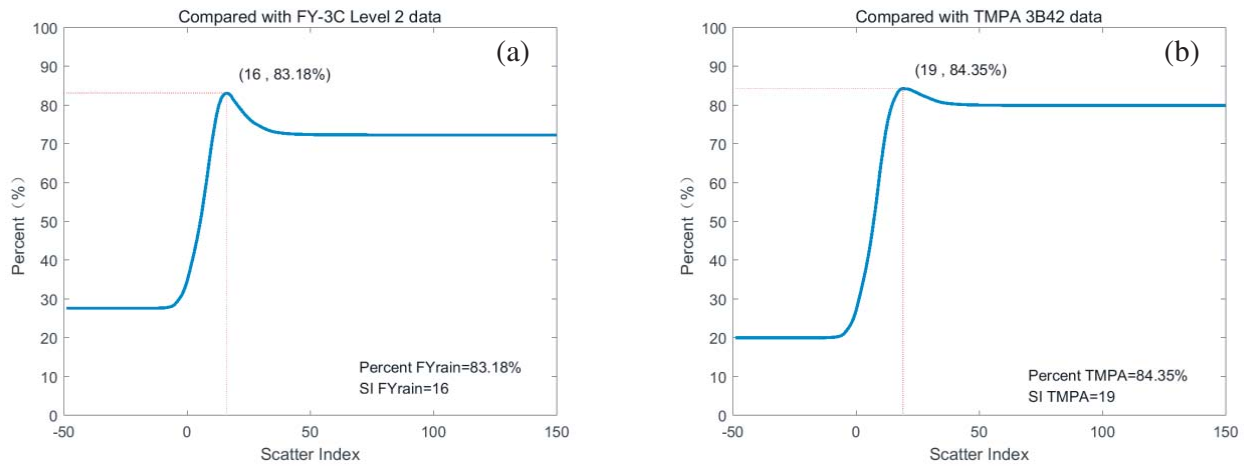 Compared with FY-3C Level 2 data
(a)
(16 , 83.18%)
100
90
80
70
60
50
40
30
20
10
0
Percent（%）
Percent FYrain=83.18%
SI FYrain=16
-50 0 50 100 150
Scatter Index
Compared with TMPA 3B42 data
(b)
(19 , 84.35%)
100
90
80
70
60
50
40
30
20
10
0
Percent（%）
Percent TMPA=84.35%
SI TMPA=19
-50 0 50 100 150
Scatter Index